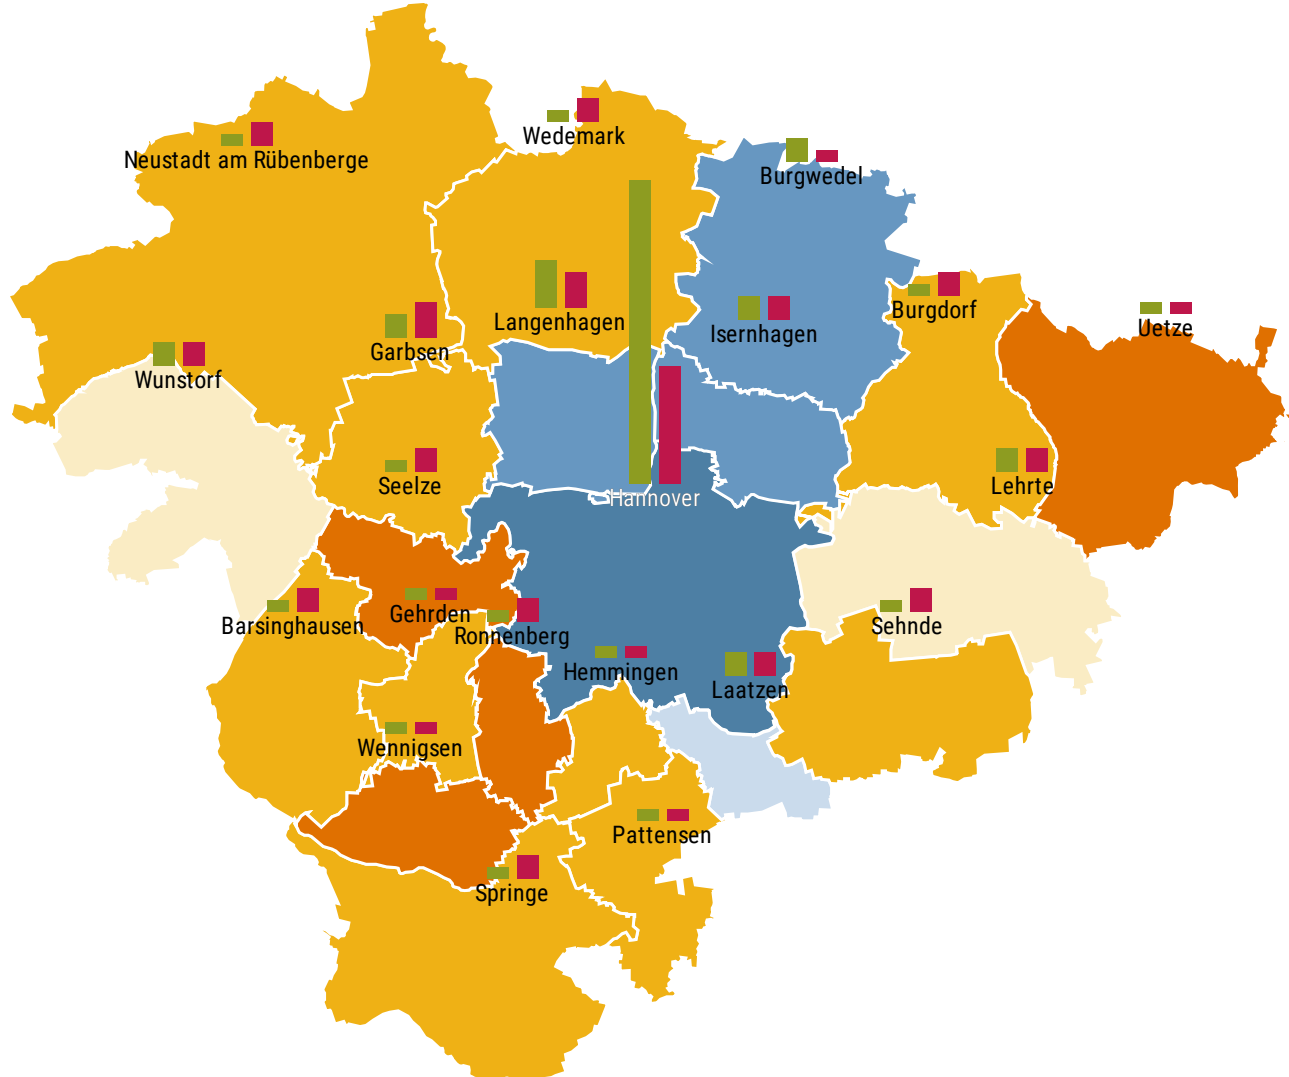 Wedemark
Neustadt am Rübenberge
Burgwedel
Burgdorf
Langenhagen
Uetze
Isernhagen
Garbsen
Wunstorf
Seelze
Lehrte
Hannover
Gehrden
Barsinghausen
Sehnde
Ronnenberg
Hemmingen
Laatzen
Wennigsen
Pattensen
Springe